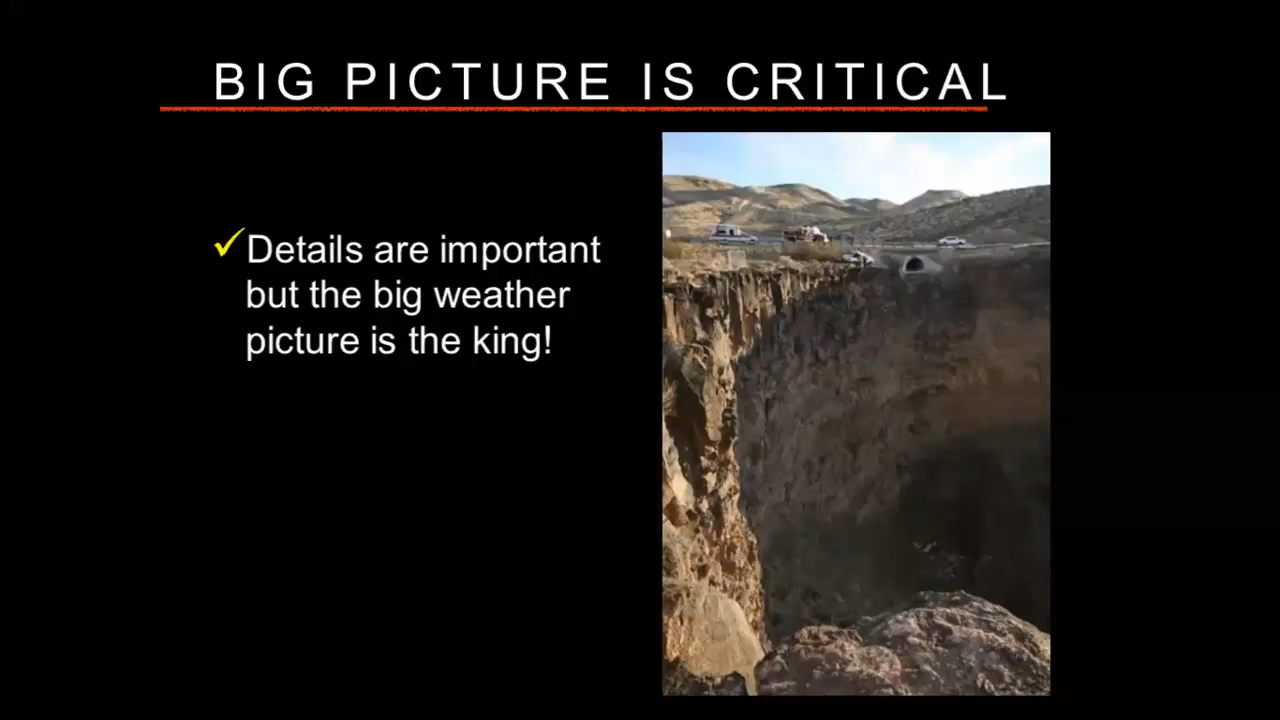 BIG PICTURE IS CRITICAL
Details are important
but the big weather
picture is the king!